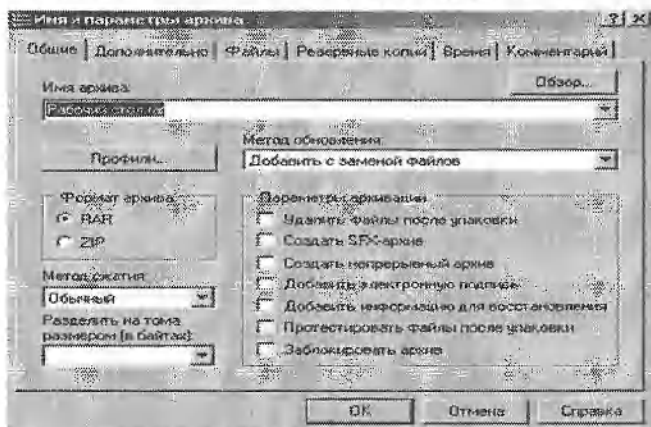 Имя и параметры архива
Общие Дополнительно Файлы Резервные копии Время Комментарий
Имя архива:
Обзор...
Рабочий
Метод обновления:
Профили...
Добавить с заменой файлов
Формат архива
RAR
ZIP
Параметры архивации
Удалить файлы после упаковки
Создать SFX-архив
Создать непрерывный архив
Добавить электронную подпись
Добавить информацию для восстановления
Протестировать файлы после упаковки
Заблокировать архив
Метод сжатия:
Обычный
Разделить на тома
размером (в байтах):
ОК Отмена Справка